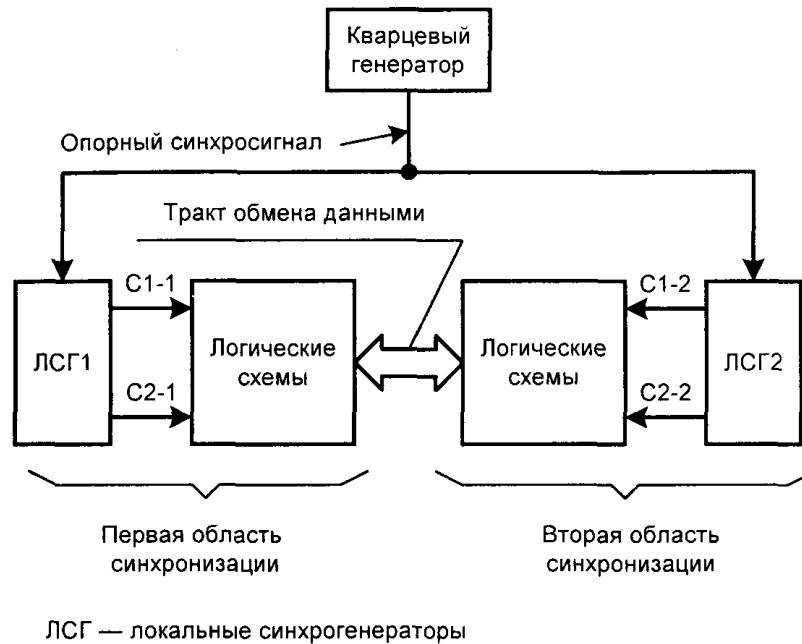 Кварцевый
генератор
Опорный синхросигнал
Тракт обмена данными
С1-1
С1-2
ЛСГ1
Логические
схемы
Логические
схемы
ЛСГ2
С2-1
С2-2
Первая область
синхронизации
Вторая область
синхронизации
ЛСГ — локальные синхрогенераторы